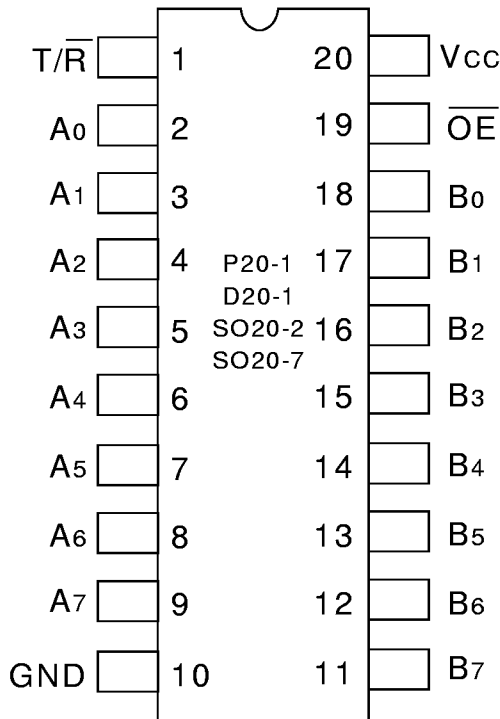 T/R̅ 1 20 VCC
A0 2 19 O̅E̅
A1 3 18 B0
A2 4 17 B1
P20-1
D20-1
A3 5 SO20-2 16 B2
SO20-7
A4 6 15 B3
A5 7 14 B4
A6 8 13 B5
A7 9 12 B6
GND 10 11 B7